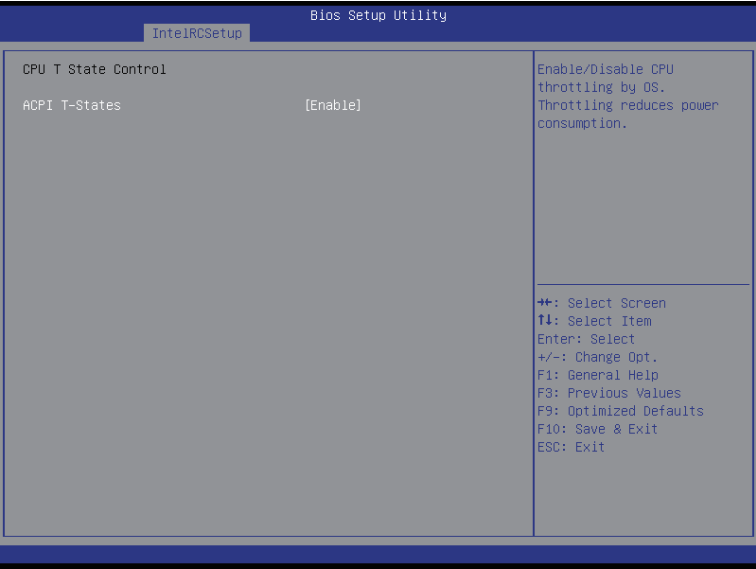 Bios Setup Utility
IntelRCSetup
CPU T State Control
ACPI T-States [Enable]
Enable/Disable CPU
throttling by OS.
Throttling reduces power
consumption.
→←: Select Screen
↑↓: Select Item
Enter: Select
+/-: Change Opt.
F1: General Help
F3: Previous Values
F9: Optimized Defaults
F10: Save & Exit
ESC: Exit